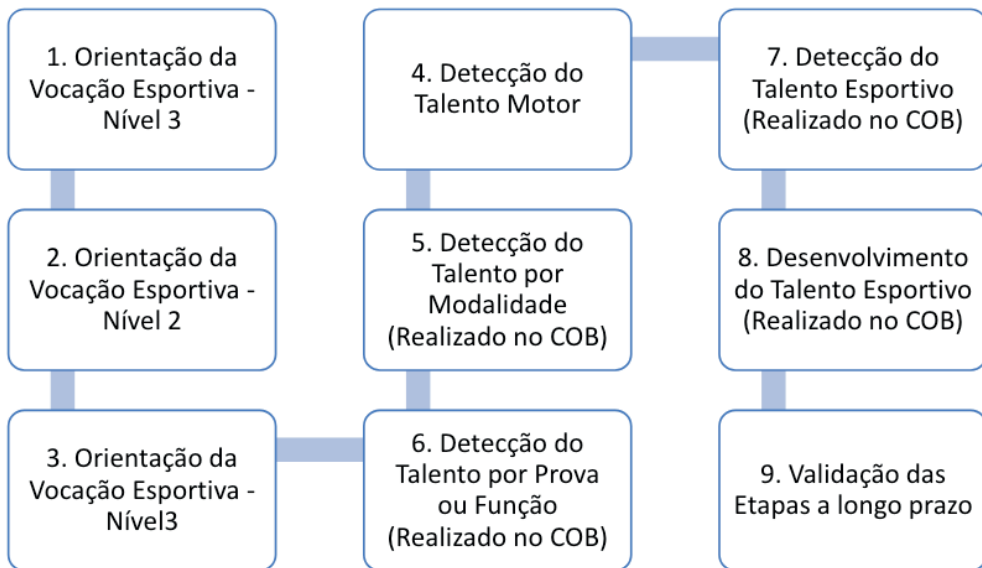 1. Orientação da
Vocação Esportiva -
Nível 3
2. Orientação da
Vocação Esportiva -
Nível 2
3. Orientação da
Vocação Esportiva -
Nível3
4. Detecção do
Talento Motor
5. Detecção do
Talento por
Modalidade
(Realizado no COB)
6. Detecção do
Talento por Prova
ou Função
(Realizado no COB)
7. Detecção do
Talento Esportivo
(Realizado no COB)
8. Desenvolvimento
do Talento Esportivo
(Realizado no COB)
9. Validação das
Etapas a longo prazo